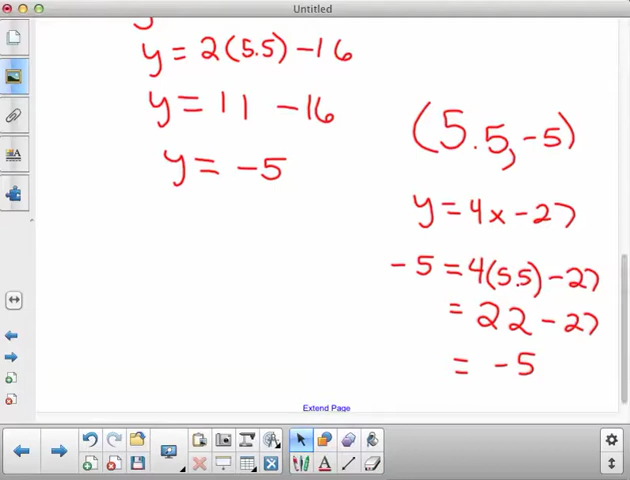 Untitled
y = 2(5.5) - 16
y = 11 - 16
y = -5
(5.5, -5)
y = 4x - 27
-5 = 4(5.5) - 27
= 22 - 27
= -5
Extend Page